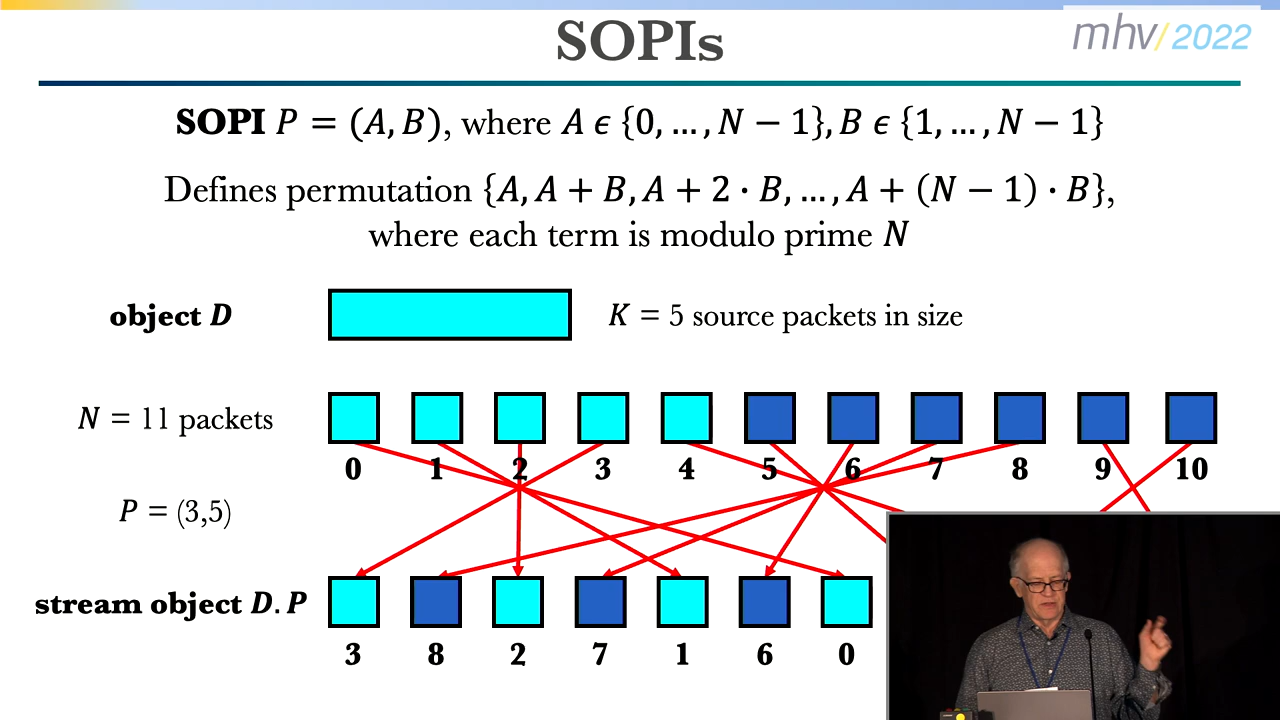 SOPIs
mhv/2022
SOPI P = (A, B), where A ϵ {0, ..., N − 1}, B ϵ {1, ..., N − 1}
Defines permutation {A, A + B, A + 2 · B, ..., A + (N − 1) · B},
where each term is modulo prime N
object D
K = 5 source packets in size
N = 11 packets
0 1 2 3 4 5 6 7 8 9 10
P = (3,5)
stream object D.P
3 8 2 7 1 6 0